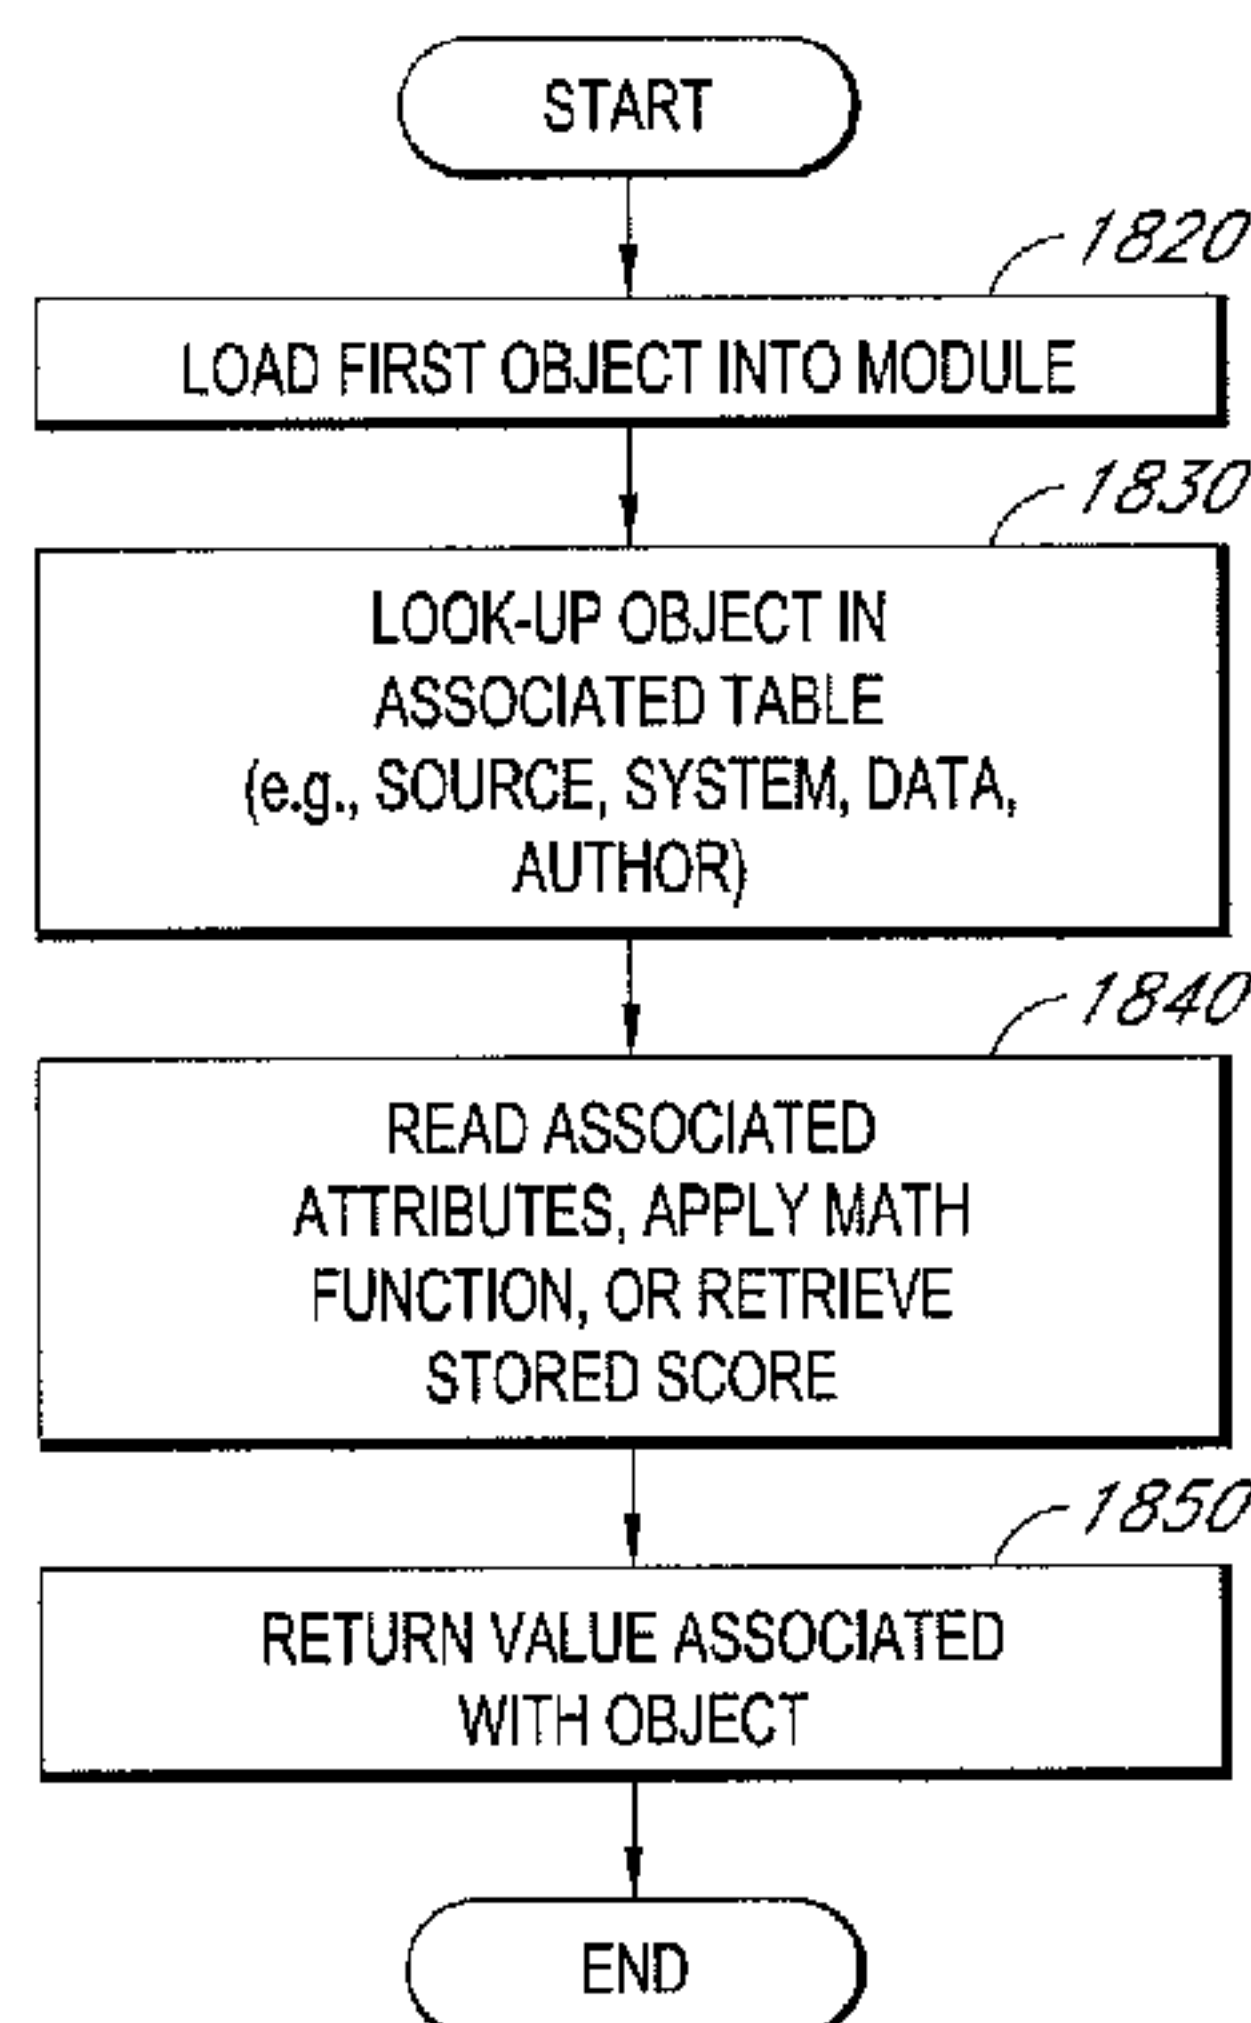 START
1820
LOAD FIRST OBJECT INTO MODULE
1830
LOOK-UP OBJECT IN
ASSOCIATED TABLE
(e.g., SOURCE, SYSTEM, DATA,
AUTHOR)
1840
READ ASSOCIATED
ATTRIBUTES, APPLY MATH
FUNCTION, OR RETRIEVE
STORED SCORE
1850
RETURN VALUE ASSOCIATED
WITH OBJECT
END